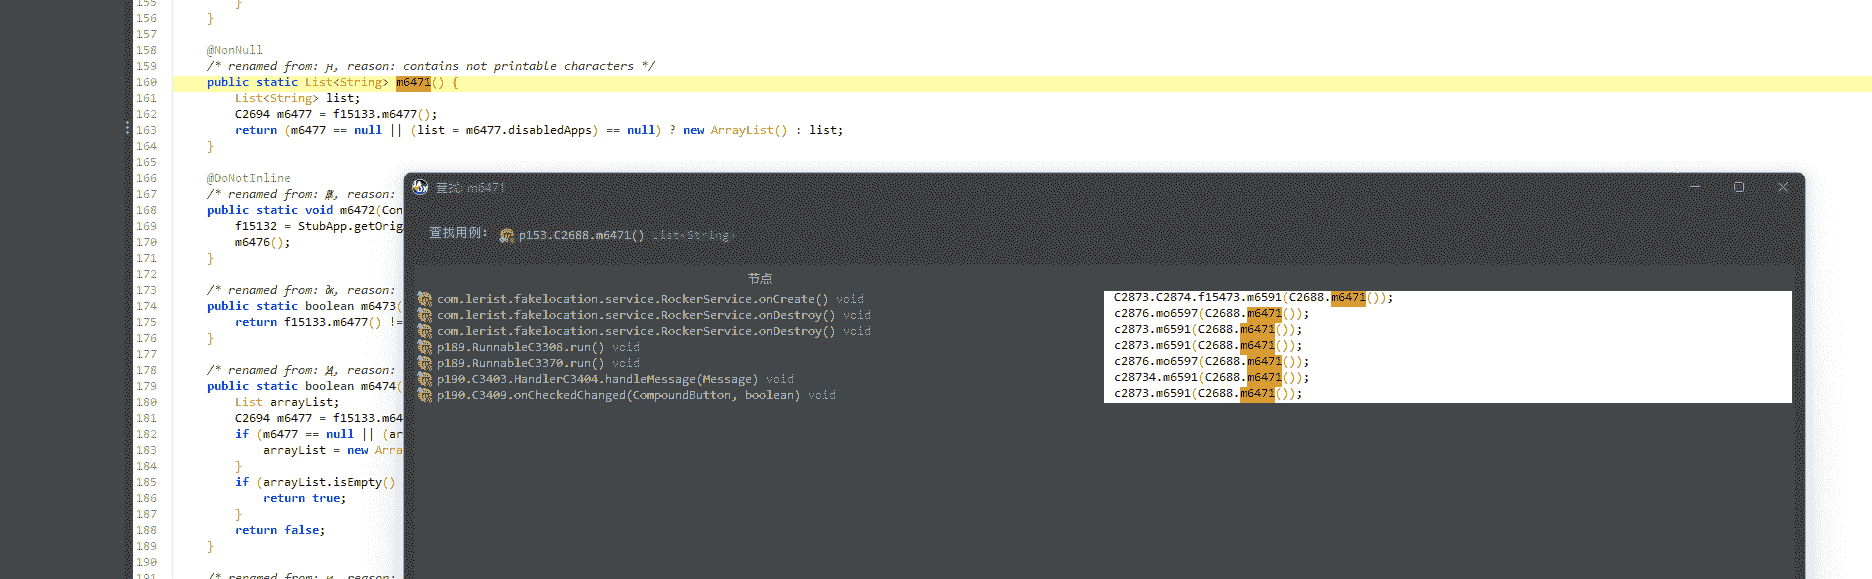 155 }
156 }
157
158 @NonNull
159 /* renamed from: ԋ, reason: contains not printable characters */
160 public static List<String> m6471() {
161 List<String> list;
162 C2694 m6477 = f15133.m6477();
163 return (m6477 == null || (list = m6477.disabledApps) == null) ? new ArrayList() : list;
164 }
165
166 @DoNotInline
167 /* renamed from: reason:
168 public static void m6472(Con
169 f15132 = StubApp.getOrig
170 m6476();
171 }
172
173 /* renamed from: reason:
174 public static boolean m6473(
175 return f15133.m6477() !=
176 }
177
178 /* renamed from: reason:
179 public static boolean m6474(
180 List arrayList;
181 C2694 m6477 = f15133.m64
182 if (m6477 == null || (ar
183 arrayList = new Arra
184 }
185 if (arrayList.isEmpty()
186 return true;
187 }
188 return false;
189 }
190
191 /* renamed from: reason:
查找: m6471
查找用例: p153.C2688.m6471() List<String>
节点
com.lerist.fakelocation.service.RockerService.onCreate() void
com.lerist.fakelocation.service.RockerService.onDestroy() void
com.lerist.fakelocation.service.RockerService.onDestroy() void
p189.RunnableC3308.run() void
p189.RunnableC3370.run() void
p190.C3403.HandlerC3404.handleMessage(Message) void
p190.C3409.onCheckedChanged(CompoundButton, boolean) void
C2873.C2874.f15473.m6591(C2688.m6471());
c2876.mo6597(C2688.m6471());
c2873.m6591(C2688.m6471());
c2873.m6591(C2688.m6471());
c2876.mo6597(C2688.m6471());
c28734.m6591(C2688.m6471());
c2873.m6591(C2688.m6471());